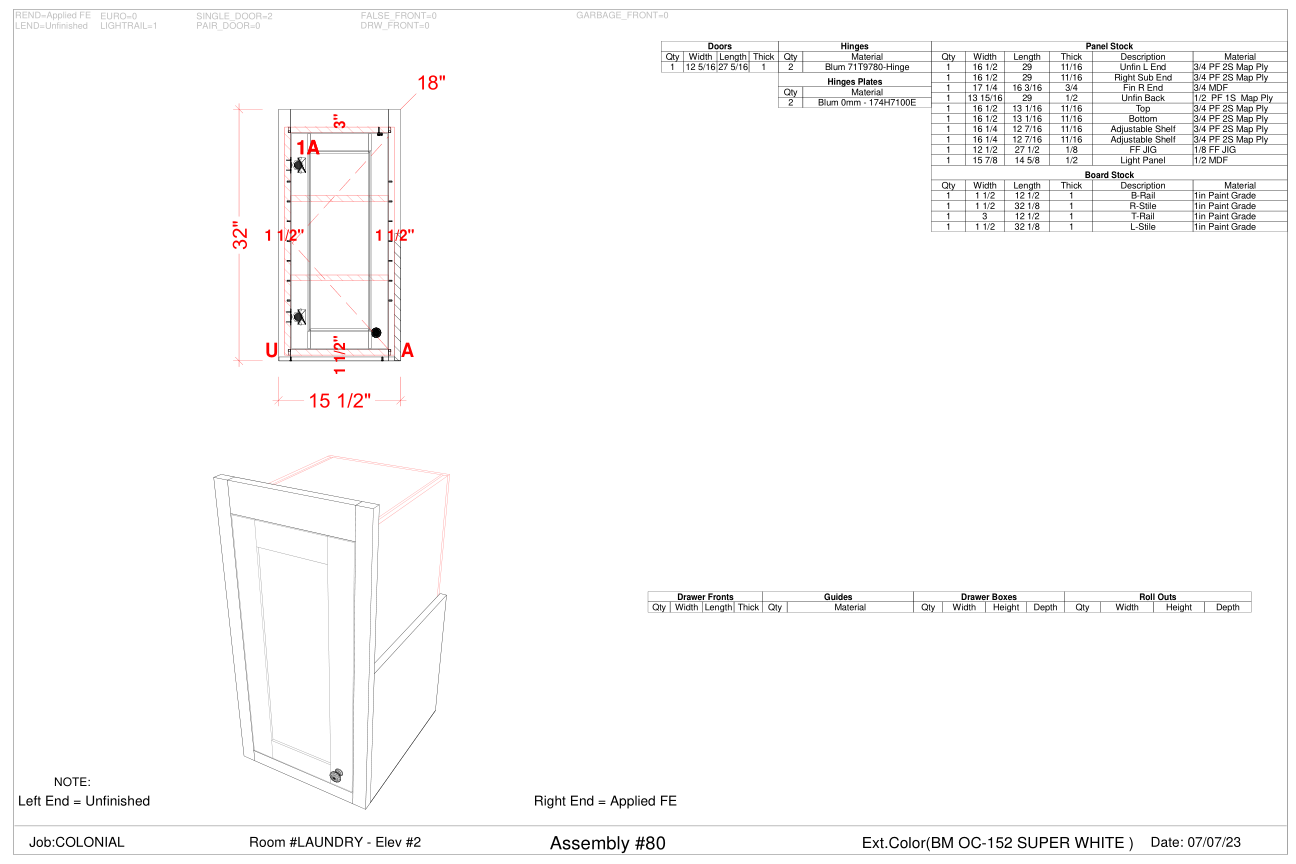 REND=Applied FE EURO=0 SINGLE_DOOR=2 FALSE_FRONT=0 GARBAGE_FRONT=0
LEND=Unfinished LIGHTRAIL=1 PAIR_DOOR=0 DRW_FRONT=0
Doors
Qty Width Length Thick
1 12 5/16 27 5/16 1
Hinges
Qty Material
2 Blum 71T9780-Hinge
Hinges Plates
Qty Material
2 Blum 0mm - 174H7100E
Panel Stock
Qty Width Length Thick Description Material
1 16 1/2 29 11/16 Unfin L End 3/4 PF 2S Map Ply
1 16 1/2 29 11/16 Right Sub End 3/4 PF 2S Map Ply
1 17 1/4 16 3/16 3/4 Fin R End 3/4 MDF
1 13 15/16 29 1/2 Unfin Back 1/2 PF 1S Map Ply
1 16 1/2 13 1/16 11/16 Top 3/4 PF 2S Map Ply
1 16 1/2 13 1/16 11/16 Bottom 3/4 PF 2S Map Ply
1 16 1/4 12 7/16 11/16 Adjustable Shelf 3/4 PF 2S Map Ply
1 16 1/4 12 7/16 11/16 Adjustable Shelf 3/4 PF 2S Map Ply
1 12 1/2 27 1/2 1/8 FF JIG 1/8 FF JIG
1 15 7/8 14 5/8 1/2 Light Panel 1/2 MDF
Board Stock
Qty Width Length Thick Description Material
1 1 1/2 12 1/2 1 B-Rail 1in Paint Grade
1 1 1/2 32 1/8 1 R-Stile 1in Paint Grade
1 3 12 1/2 1 T-Rail 1in Paint Grade
1 1 1/2 32 1/8 1 L-Stile 1in Paint Grade
18"
3"
1A
32"
1 1/2" 1 1/2"
U 1 1/2" A
15 1/2"
Drawer Fronts Guides Drawer Boxes Roll Outs
Qty Width Length Thick Qty Material Qty Width Height Depth Qty Width Height Depth
NOTE:
Left End = Unfinished Right End = Applied FE
Job:COLONIAL Room #LAUNDRY - Elev #2 Assembly #80 Ext.Color(BM OC-152 SUPER WHITE ) Date: 07/07/23